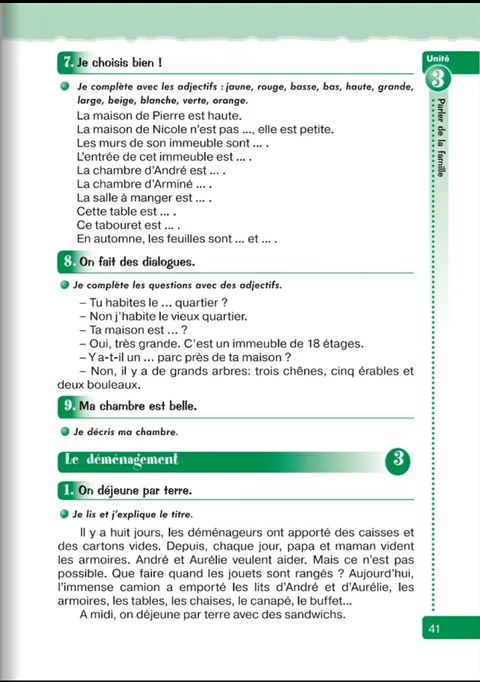 7. Je choisis bien !
Je complète avec les adjectifs : jaune, rouge, basse, bas, haute, grande,
large, beige, blanche, verte, orange.
La maison de Pierre est haute.
La maison de Nicole n'est pas ..., elle est petite.
Les murs de son immeuble sont ... .
L'entrée de cet immeuble est ... .
La chambre d'André est ... .
La chambre d'Arminé ... .
La salle à manger est ... .
Cette table est ... .
Ce tabouret est ... .
En automne, les feuilles sont ... et ... .
8. On fait des dialogues.
Je complète les questions avec des adjectifs.
– Tu habites le ... quartier ?
– Non j'habite le vieux quartier.
– Ta maison est ... ?
– Oui, très grande. C'est un immeuble de 18 étages.
– Y a-t-il un ... parc près de ta maison ?
– Non, il y a de grands arbres: trois chênes, cinq érables et
deux bouleaux.
9. Ma chambre est belle.
Je décris ma chambre.
Le déménagement 3
1. On déjeune par terre.
Je lis et j'explique le titre.
Il y a huit jours, les déménageurs ont apporté des caisses et
des cartons vides. Depuis, chaque jour, papa et maman vident
les armoires. André et Aurélie veulent aider. Mais ce n'est pas
possible. Que faire quand les jouets sont rangés ? Aujourd'hui,
l'immense camion a emporté les lits d'André et d'Aurélie, les
armoires, les tables, les chaises, le canapé, le buffet...
A midi, on déjeune par terre avec des sandwichs.
Unité
3
Parler de la famille
41